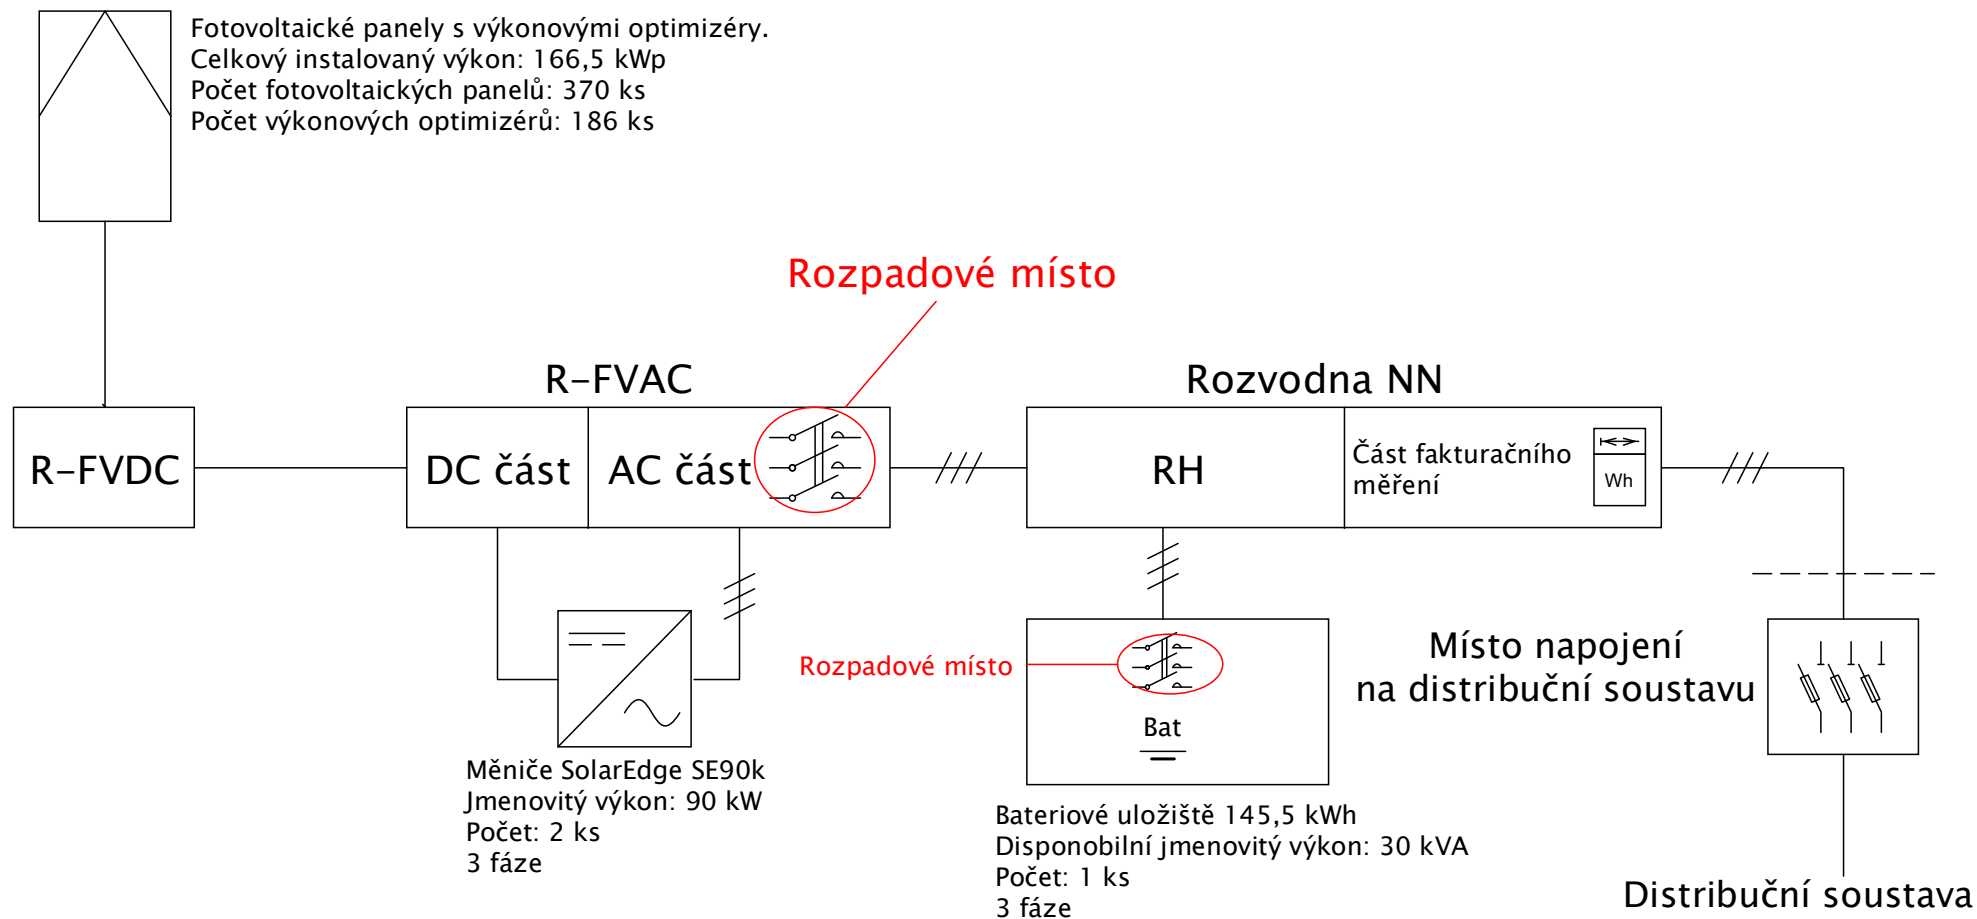 Fotovoltaické panely s výkonovými optimizéry.
Celkový instalovaný výkon: 166,5 kWp
Počet fotovoltaických panelů: 370 ks
Počet výkonových optimizérů: 186 ks
Rozpadové místo
R-FVAC
Rozvodna NN
R-FVDC
DC část
AC část
RH
Část fakturačního
měření
Wh
Rozpadové místo
Bat
Místo napojení
na distribuční soustavu
Měniče SolarEdge SE90k
Jmenovitý výkon: 90 kW
Počet: 2 ks
3 fáze
Bateriové uložiště 145,5 kWh
Disponobilní jmenovitý výkon: 30 kVA
Počet: 1 ks
3 fáze
Distribuční soustava